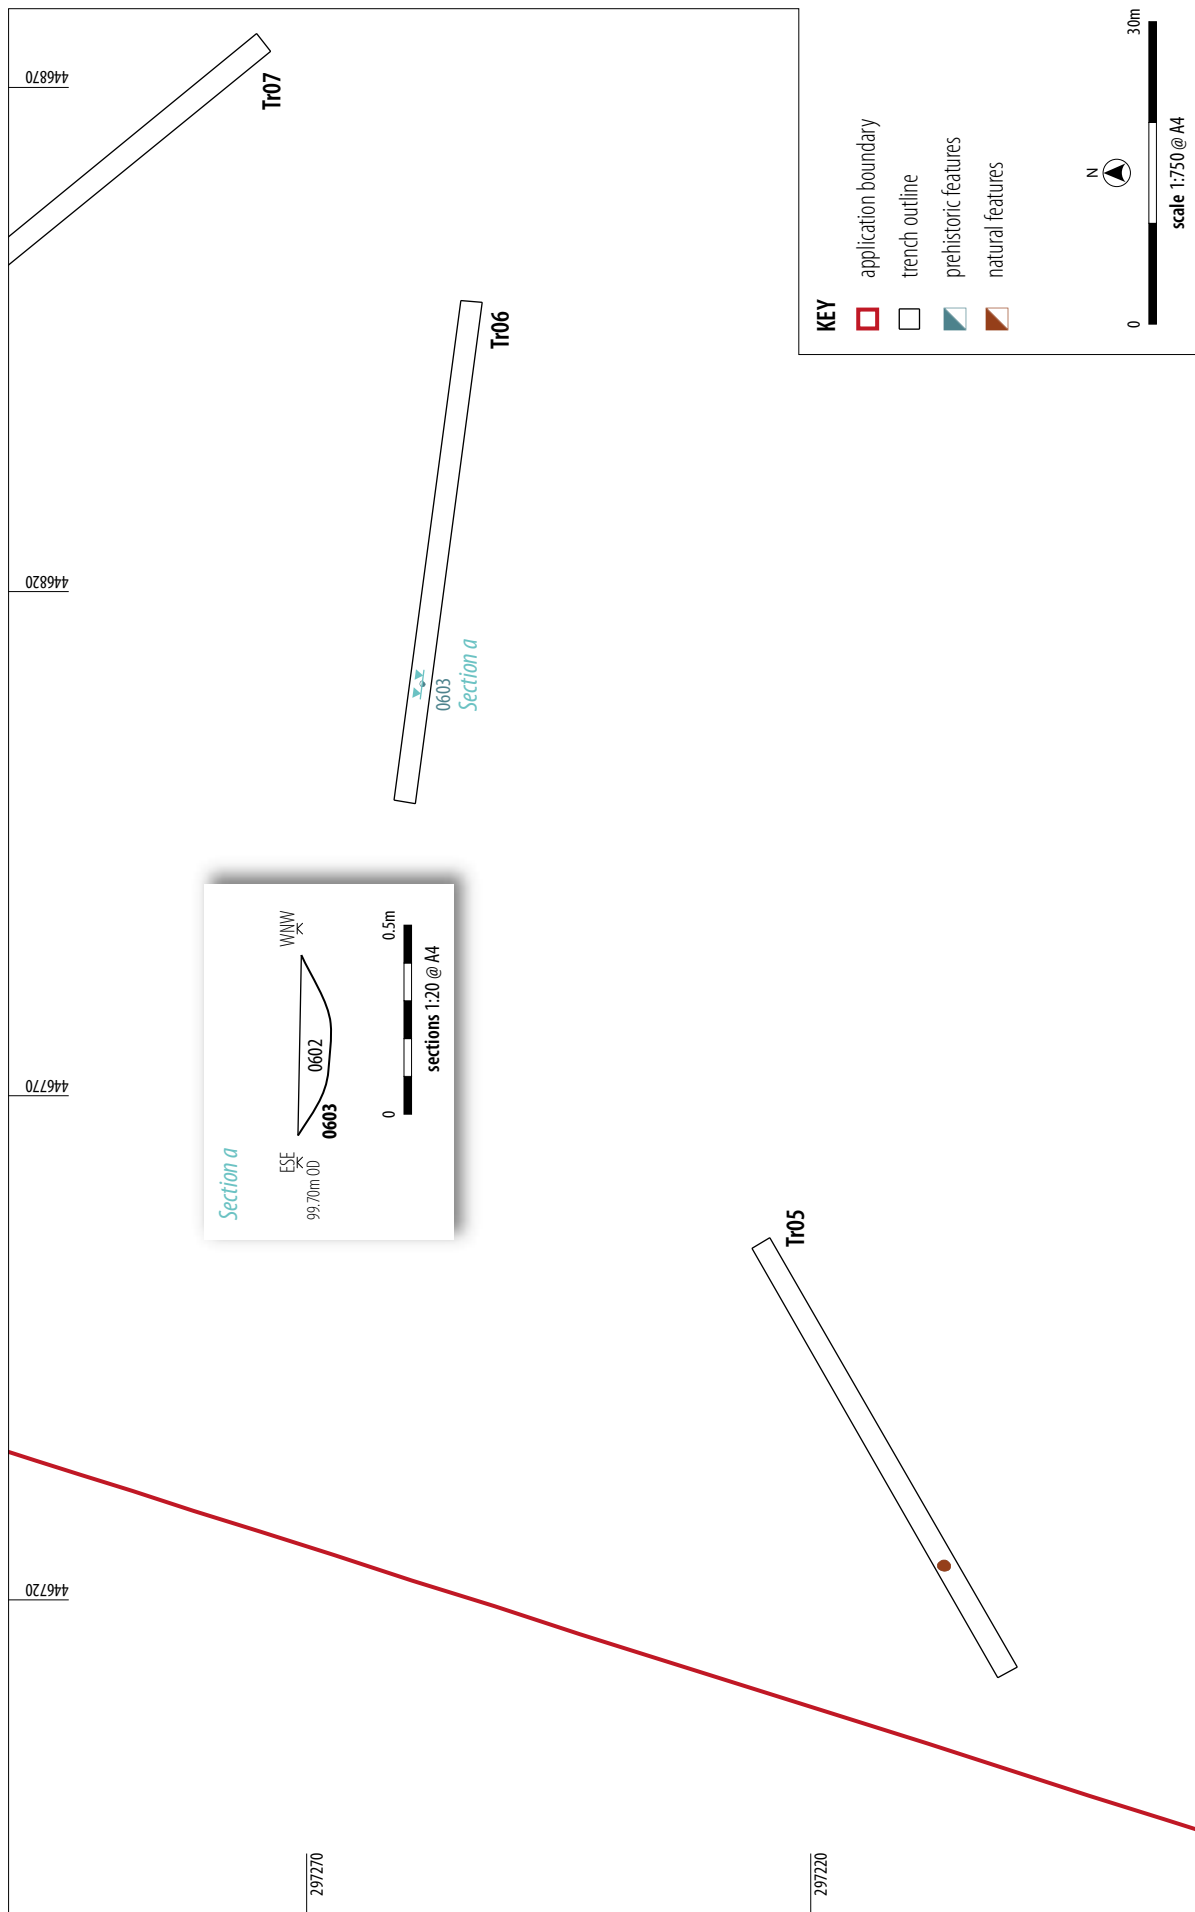 446870
446820
446770
446720
297270
297220
Tr07
Tr06
0603
Section a
Tr05
Section a
ESE
WNW
99.70m OD
0602
0603
0
0.5m
sections 1:20 @ A4
KEY
application boundary
trench outline
prehistoric features
natural features
N
0
30m
scale 1:750 @ A4